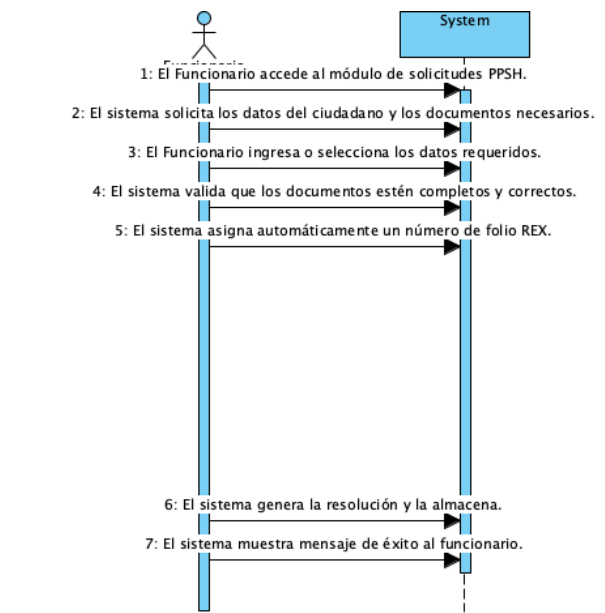 System
Funcionario
1: El Funcionario accede al módulo de solicitudes PPSH.
2: El sistema solicita los datos del ciudadano y los documentos necesarios.
3: El Funcionario ingresa o selecciona los datos requeridos.
4: El sistema valida que los documentos estén completos y correctos.
5: El sistema asigna automáticamente un número de folio REX.
6: El sistema genera la resolución y la almacena.
7: El sistema muestra mensaje de éxito al funcionario.